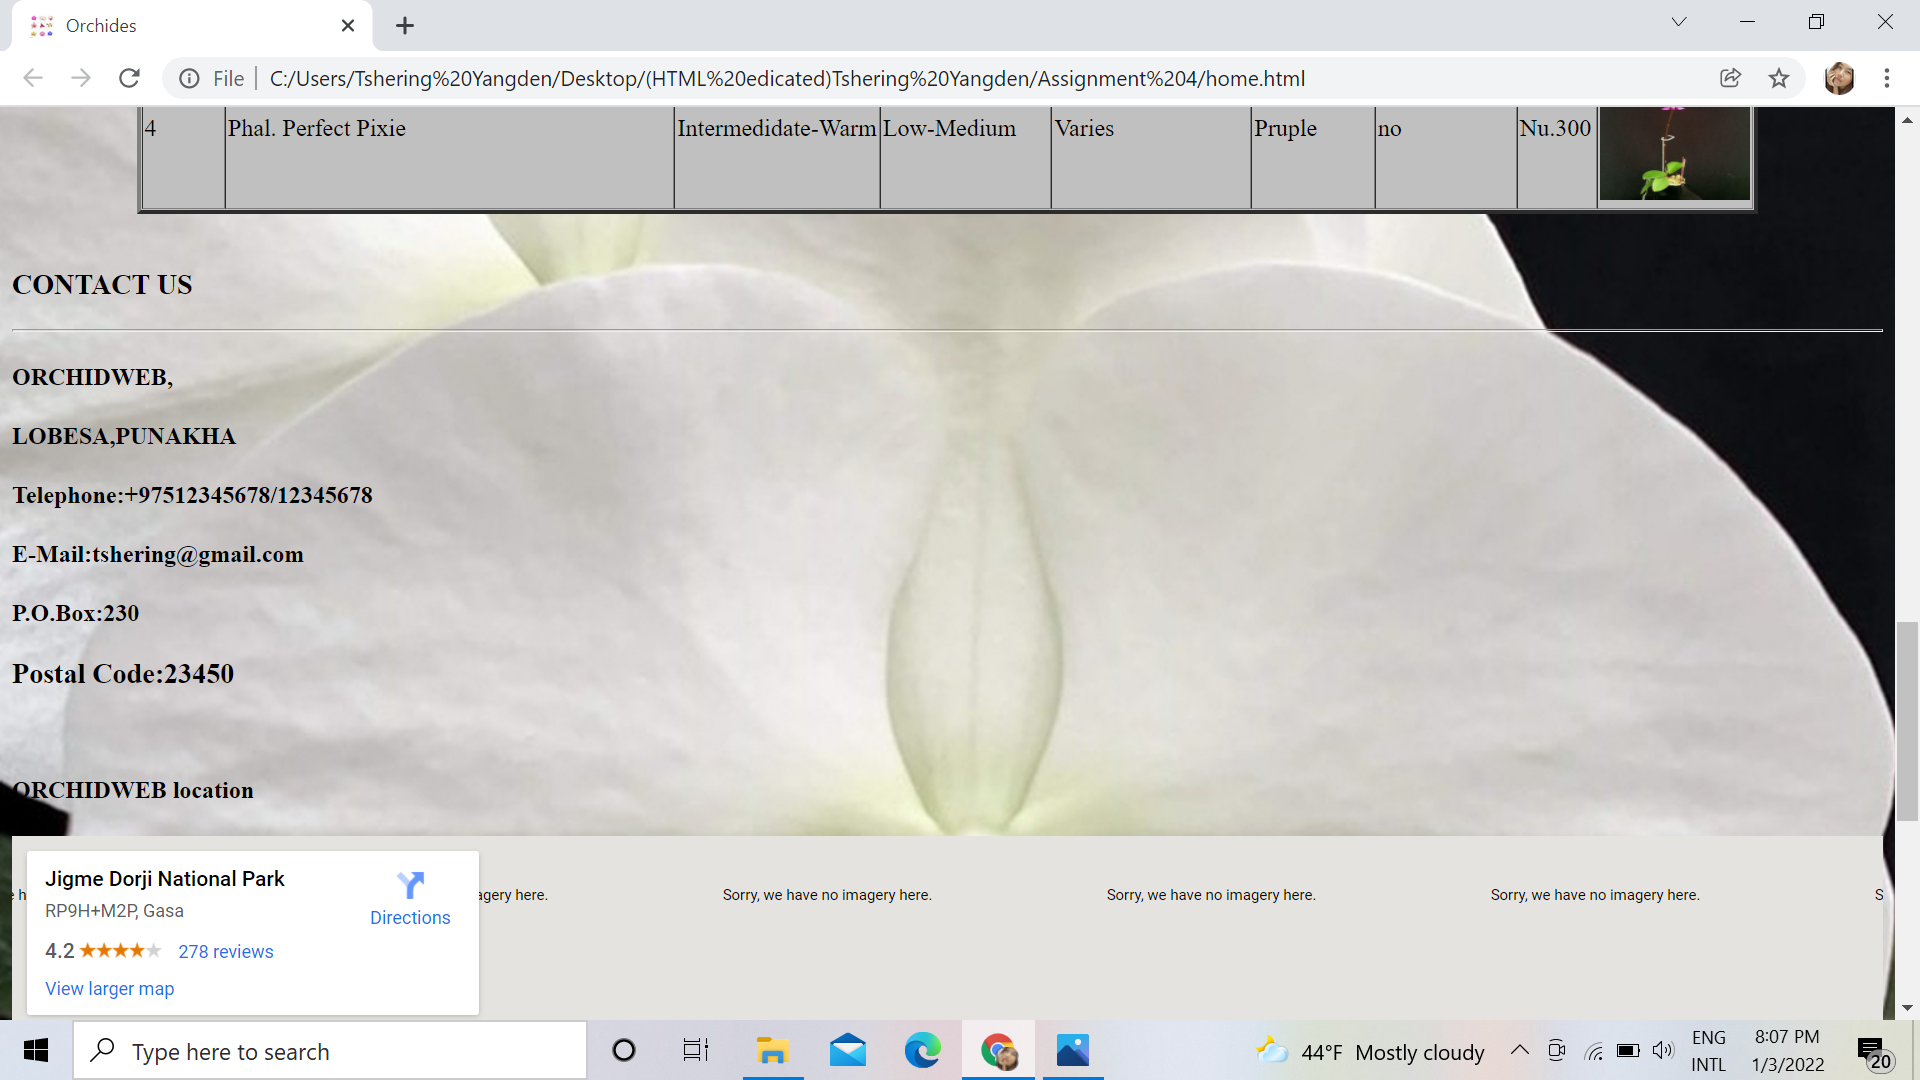 Orchides
File
C:/Users/Tshering%20Yangden/Desktop/(HTML%20edicated)Tshering%20Yangden/Assignment%204/home.html
4 Phal. Perfect Pixie Intermedidate-Warm Low-Medium Varies Pruple no Nu.300
CONTACT US
ORCHIDWEB,
LOBESA,PUNAKHA
Telephone:+97512345678/12345678
E-Mail:tshering@gmail.com
P.O.Box:230
Postal Code:23450
ORCHIDWEB location
Jigme Dorji National Park
RP9H+M2P, Gasa
Directions
4.2 278 reviews
View larger map
e h agery here. Sorry, we have no imagery here. Sorry, we have no imagery here. Sorry, we have no imagery here. S
Type here to search
44°F Mostly cloudy
ENG
INTL
8:07 PM
1/3/2022
20